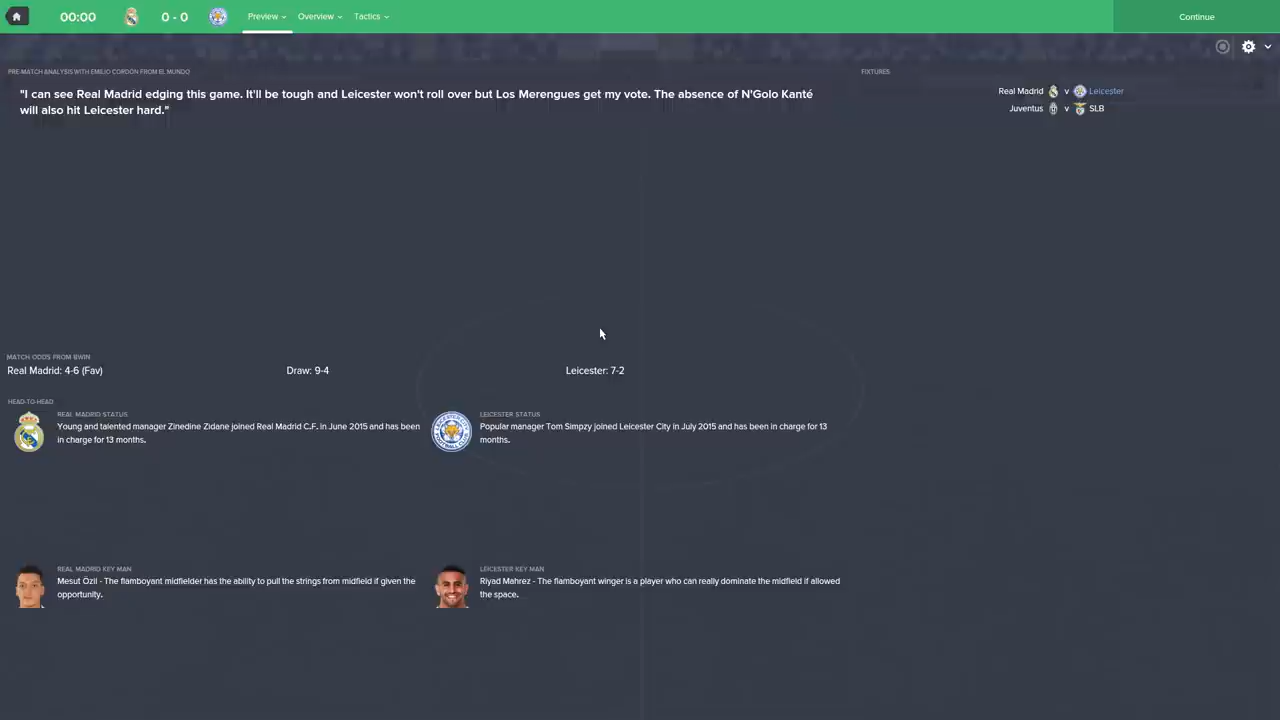 00:00
0 - 0
Preview
Overview
Tactics
Continue
PRE-MATCH ANALYSIS WITH EMILIO CORDÓN FROM EL MUNDO
"I can see Real Madrid edging this game. It'll be tough and Leicester won't roll over but Los Merengues get my vote. The absence of N'Golo Kanté
will also hit Leicester hard."
FIXTURES
Real Madrid v Leicester
Juventus v SLB
MATCH ODDS FROM BWIN
Real Madrid: 4-6 (Fav)
Draw: 9-4
Leicester: 7-2
HEAD-TO-HEAD
REAL MADRID STATUS
Young and talented manager Zinedine Zidane joined Real Madrid C.F. in June 2015 and has been
in charge for 13 months.
LEICESTER STATUS
Popular manager Tom Simpzy joined Leicester City in July 2015 and has been in charge for 13
months.
REAL MADRID KEY MAN
Mesut Özil - The flamboyant midfielder has the ability to pull the strings from midfield if given the
opportunity.
LEICESTER KEY MAN
Riyad Mahrez - The flamboyant winger is a player who can really dominate the midfield if allowed
the space.